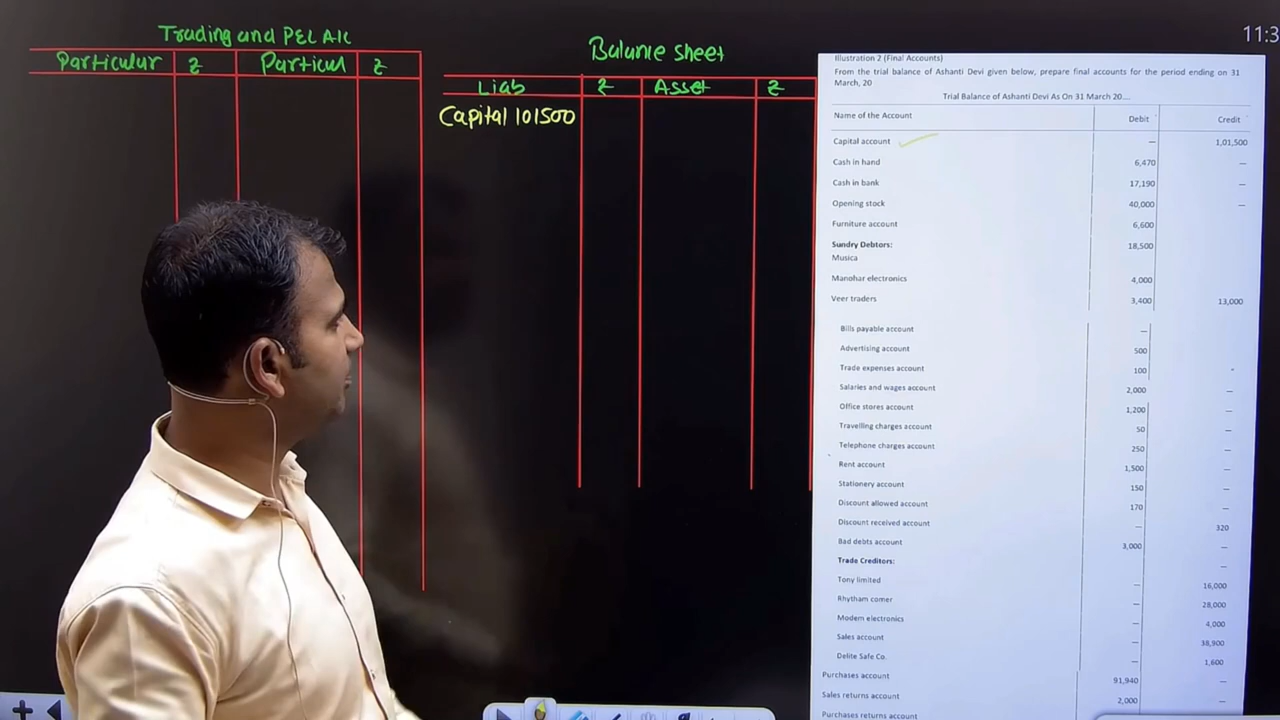 Trading and P&L A/c
Particular ₹ Particul ₹
Balance sheet
Liab ₹ Asset ₹
Capital 101500
11:3
Illustration 2 (Final Accounts)
From the trial balance of Ashanti Devi given below, prepare final accounts for the period ending on 31
March, 20
Trial Balance of Ashanti Devi As On 31 March 20....
Name of the Account Debit Credit
Capital account — 1,01,500
Cash in hand 6,470 —
Cash in bank 17,190 —
Opening stock 40,000 —
Furniture account 6,600
Sundry Debtors: 18,500
Musica
Manohar electronics 4,000
Veer traders 3,400 13,000
Bills payable account —
Advertising account 500
Trade expenses account 100
Salaries and wages account 2,000 —
Office stores account 1,200 —
Travelling charges account 50 —
Telephone charges account 250 —
Rent account 1,500 —
Stationery account 150 —
Discount allowed account 170 —
Discount received account — 320
Bad debts account 3,000 —
Trade Creditors:
Tony limited — 16,000
Rhytham comer — 28,000
Modem electronics — 4,000
Sales account — 38,900
Delite Safe Co. — 1,600
Purchases account 91,940 —
Sales returns account 2,000 —
Purchases returns account